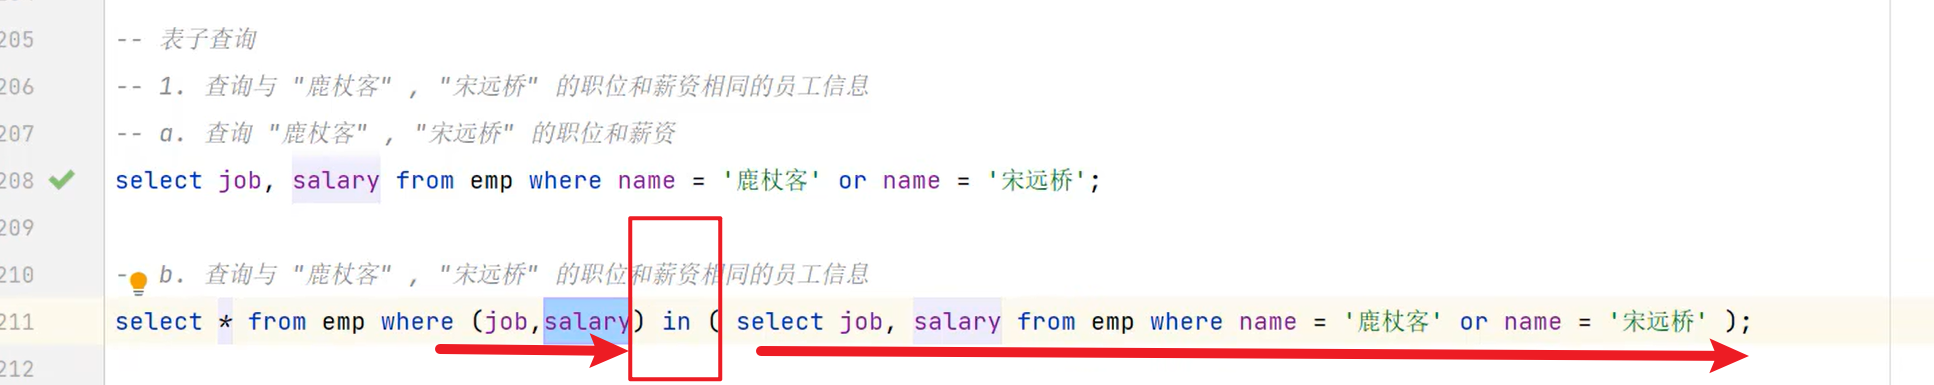 205 -- 表子查询
206 -- 1. 查询与 "鹿杖客" , "宋远桥" 的职位和薪资相同的员工信息
207 -- a. 查询 "鹿杖客" , "宋远桥" 的职位和薪资
208 select job, salary from emp where name = '鹿杖客' or name = '宋远桥';
209
210 - b. 查询与 "鹿杖客" , "宋远桥" 的职位和薪资相同的员工信息
211 select * from emp where (job,salary) in ( select job, salary from emp where name = '鹿杖客' or name = '宋远桥' );
212